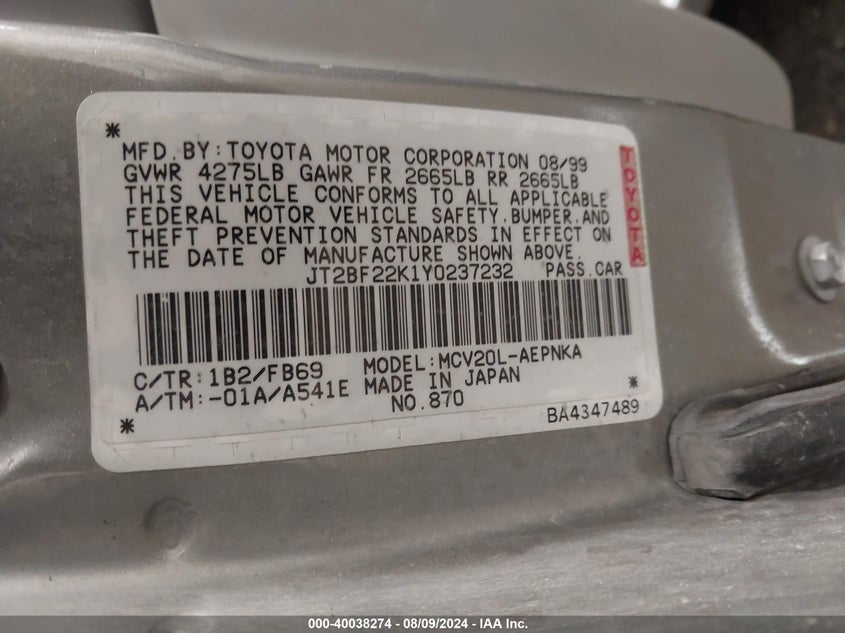 *
MFD.BY:TOYOTA MOTOR CORPORATION 08/99
GVWR 4275LB GAWR FR 2665LB RR 2665LB
THIS VEHICLE CONFORMS TO ALL APPLICABLE
FEDERAL MOTOR VEHICLE SAFETY,BUMPER,AND
THEFT PREVENTION STANDARDS IN EFFECT ON
THE DATE OF MANUFACTURE SHOWN ABOVE.
TOYOTA
JT2BF22K1Y0237232 PASS.CAR
C/TR:1B2/FB69 MODEL:MCV20L-AEPNKA
A/TM:-01A/A541E MADE IN JAPAN *
* NO.870 BA4347489
000-40038274 - 08/09/2024 - IAA Inc.